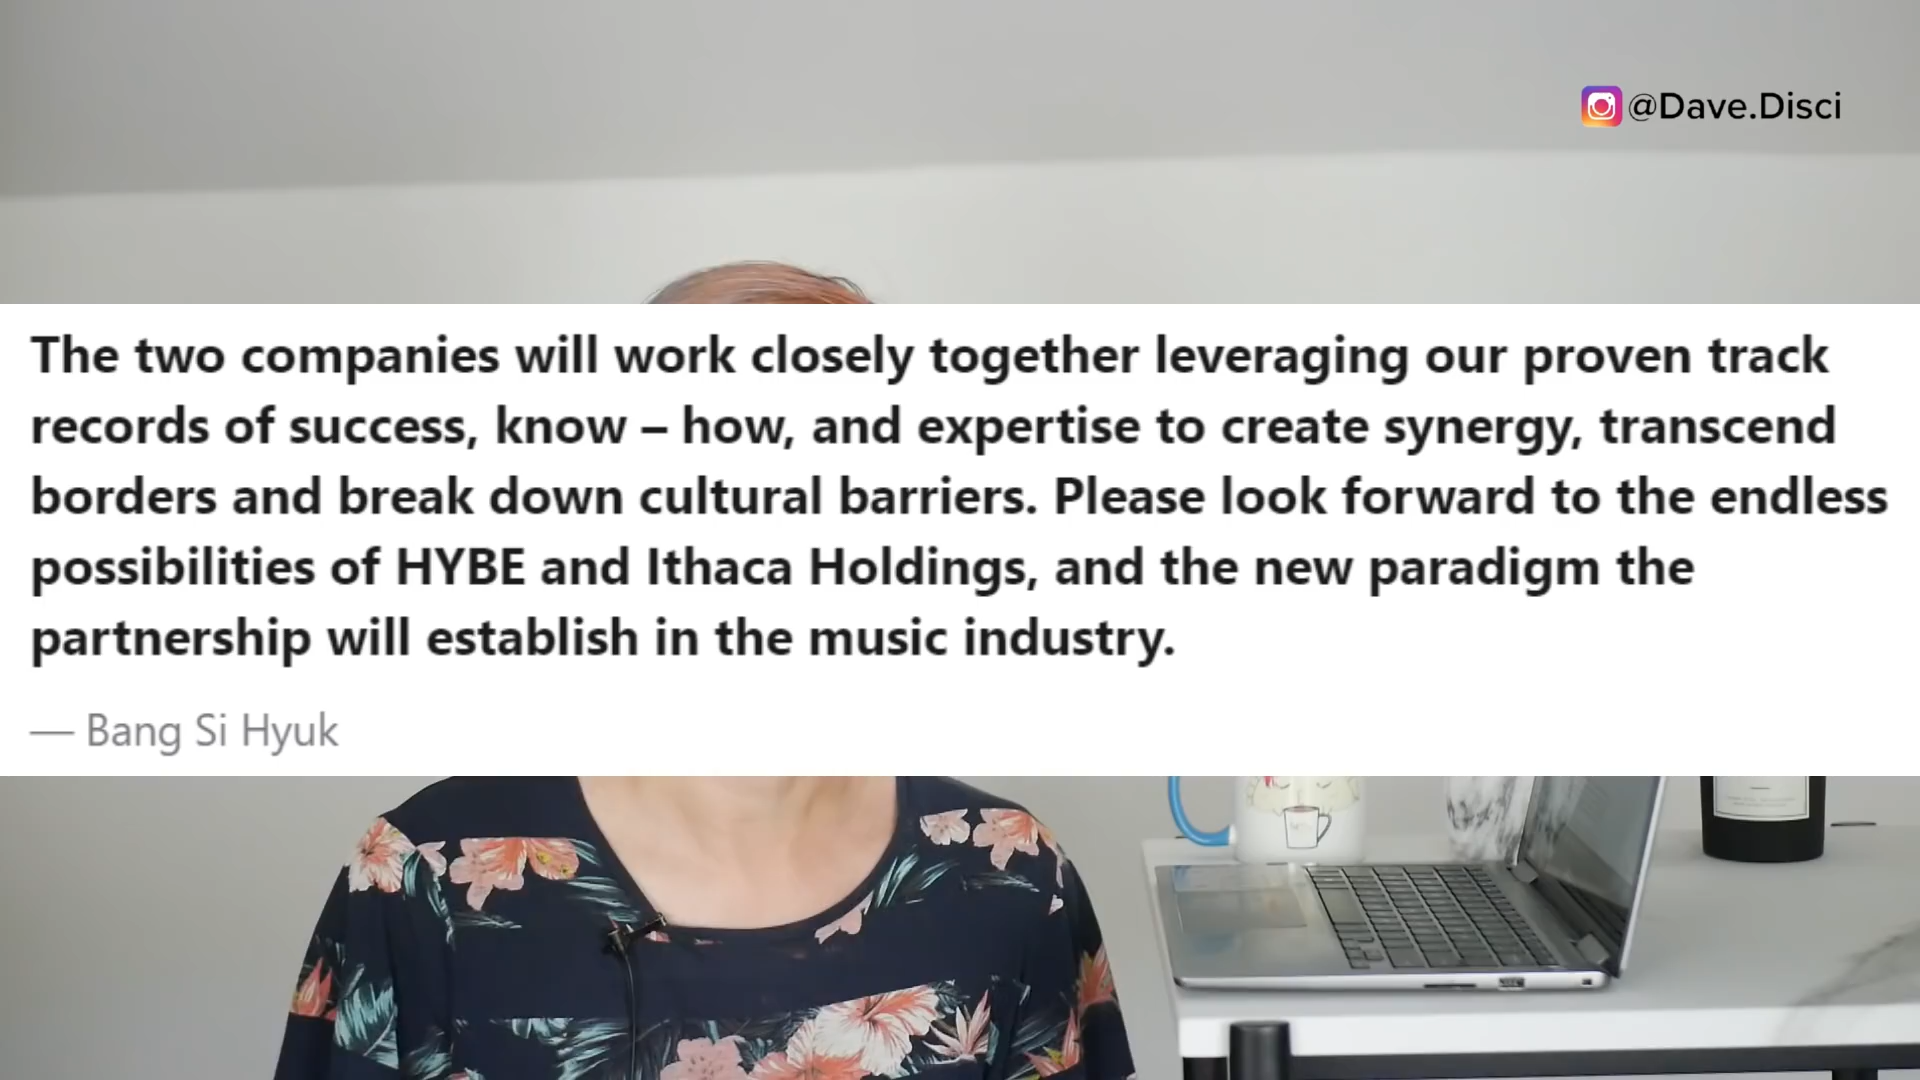 @Dave.Disci
The two companies will work closely together leveraging our proven track
records of success, know – how, and expertise to create synergy, transcend
borders and break down cultural barriers. Please look forward to the endless
possibilities of HYBE and Ithaca Holdings, and the new paradigm the
partnership will establish in the music industry.
— Bang Si Hyuk